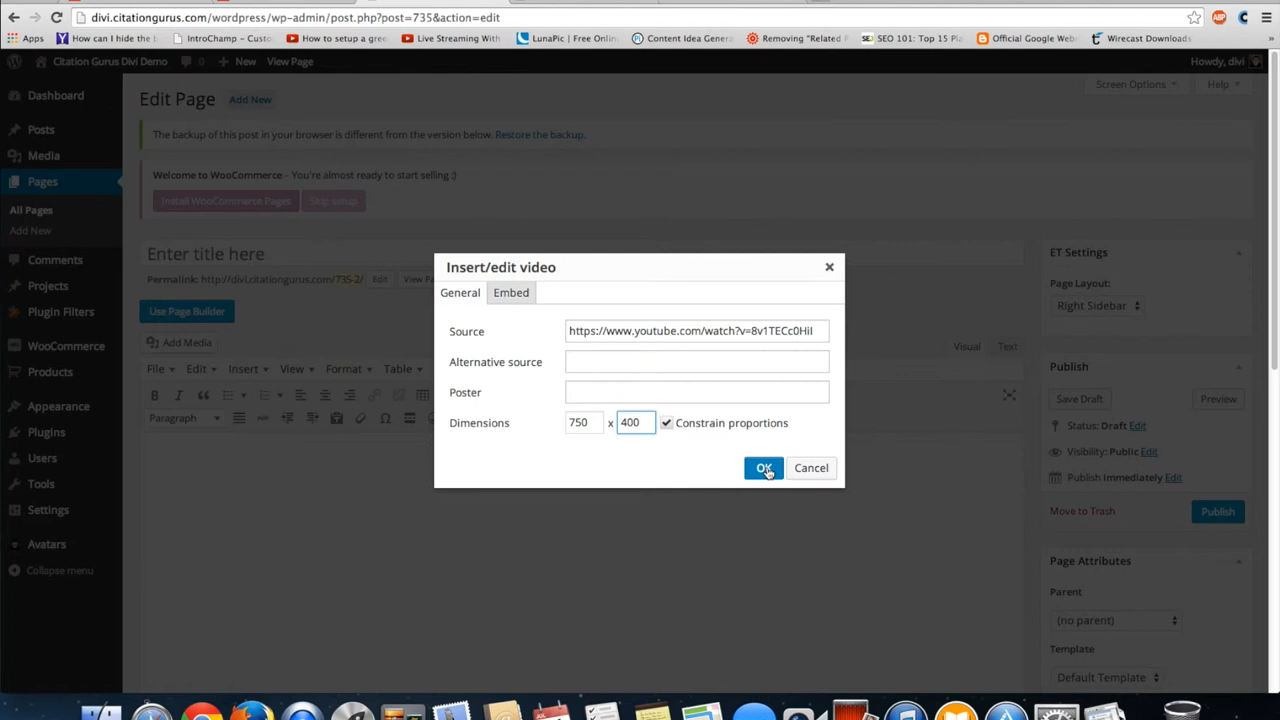 divi.citationgurus.com/wordpress/wp-admin/post.php?post=735&action=edit
ABP
Apps
How can I hide the
IntroChamp - Custo
How to setup a gree
Live Streaming With
LunaPic | Free Onlin
Content Idea Genera
Removing "Related
SEO 101: Top 15 Pla
Official Google Web
Wirecast Downloads
»
Citation Gurus Divi Demo
0
New
View Page
Howdy, divi
Dashboard
Posts
Media
Pages
All Pages
Add New
Comments
Projects
Plugin Filters
WooCommerce
Products
Appearance
Plugins
Users
Tools
Settings
Avatars
Collapse menu
Edit Page
Add New
Screen Options
Help
The backup of this post in your browser is different from the version below. Restore the backup.
Welcome to WooCommerce – You're almost ready to start selling :)
Install WooCommerce Pages
Skip setup
Enter title here
Permalink: http://divi.citationgurus.com/735-2/
Edit
View Pa
Use Page Builder
Add Media
Visual
Text
File
Edit
Insert
View
Format
Table
Paragraph
Insert/edit video
General
Embed
Source
https://www.youtube.com/watch?v=8v1TECc0HiI
Alternative source
Poster
Dimensions
750 x 400
Constrain proportions
OK
Cancel
ET Settings
Page Layout:
Right Sidebar
Publish
Save Draft
Preview
Status: Draft Edit
Visibility: Public Edit
Publish immediately Edit
Move to Trash
Publish
Page Attributes
Parent
(no parent)
Template
Default Template